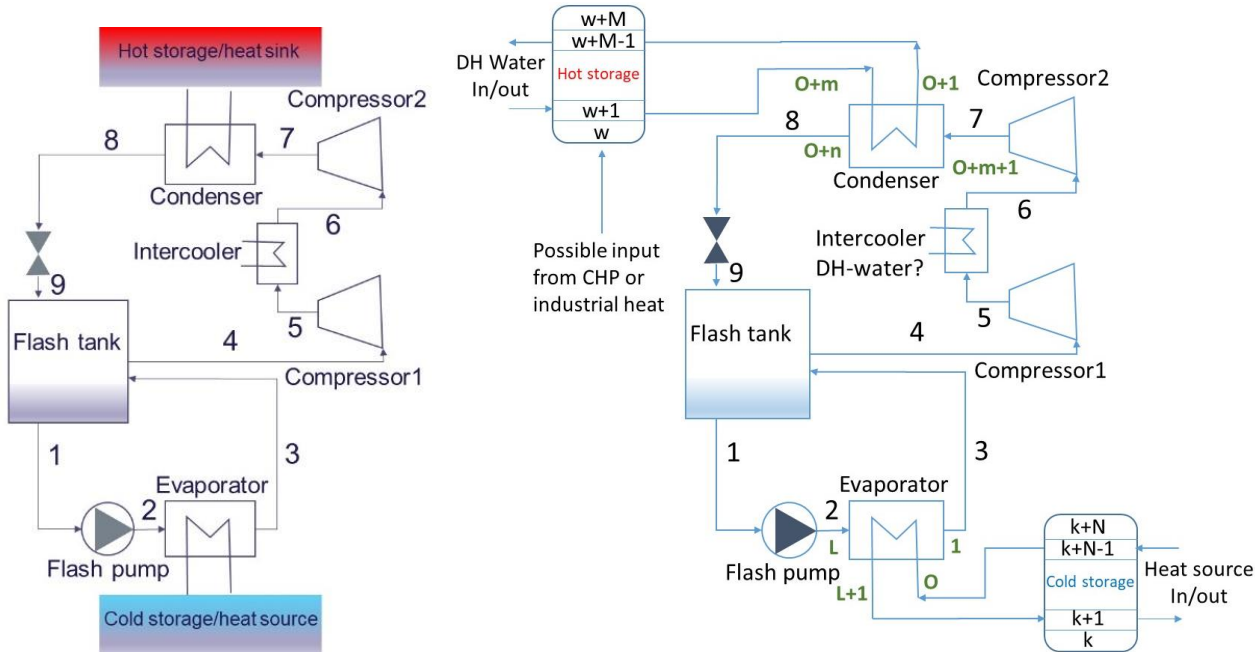 Hot storage/heat sink
Compressor2
8
7
Condenser
6
Intercooler
9
5
Flash tank
4
Compressor1
1
3
Evaporator
2
Flash pump
Cold storage/heat source
w+M
w+M-1
DH Water
In/out
Hot storage
w+1
w
O+m
O+1
Compressor2
8
7
O+n
O+m+1
Condenser
6
Possible input
from CHP or
industrial heat
Intercooler
DH-water?
9
5
Flash tank
4
Compressor1
1
3
Evaporator
2
L
1
Flash pump
L+1
O
k+N
k+N-1
Cold storage
Heat source
In/out
k+1
k